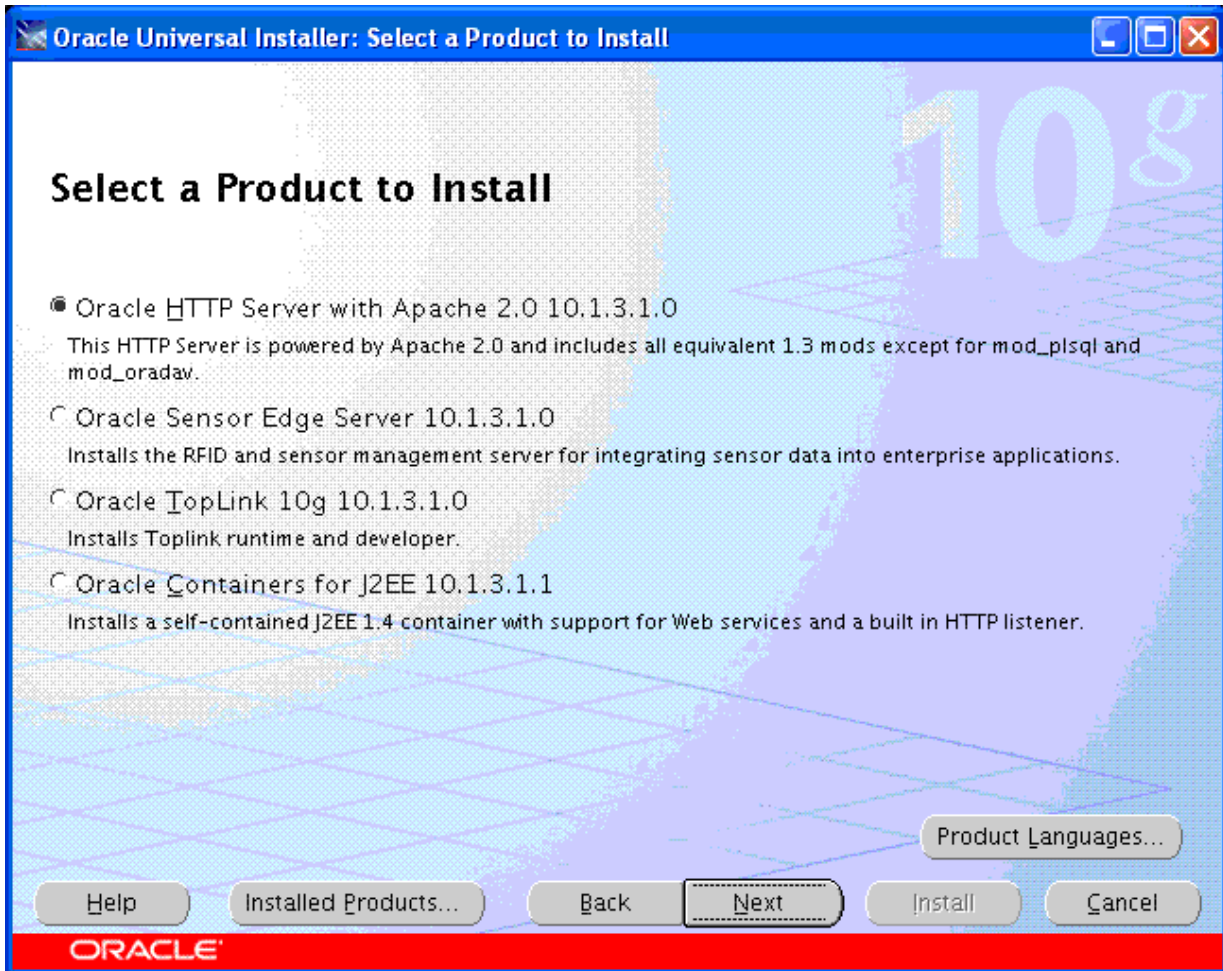 Oracle Universal Installer: Select a Product to Install
10g
Select a Product to Install
Oracle HTTP Server with Apache 2.0 10.1.3.1.0
This HTTP Server is powered by Apache 2.0 and includes all equivalent 1.3 mods except for mod_plsql and
mod_oradav.
Oracle Sensor Edge Server 10.1.3.1.0
Installs the RFID and sensor management server for integrating sensor data into enterprise applications.
Oracle TopLink 10g 10.1.3.1.0
Installs Toplink runtime and developer.
Oracle Containers for J2EE 10.1.3.1.1
Installs a self-contained J2EE 1.4 container with support for Web services and a built in HTTP listener.
Product Languages...
Help Installed Products... Back Next Install Cancel
ORACLE